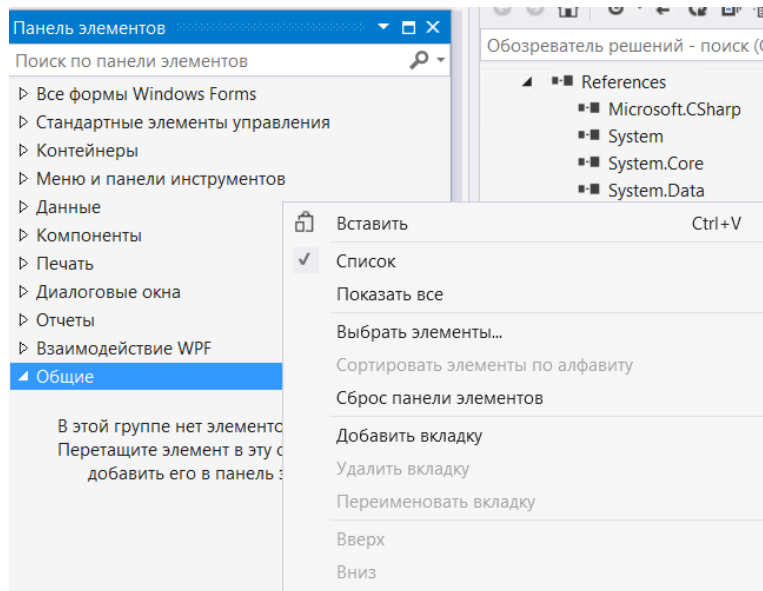 Панель элементов
Поиск по панели элементов
Все формы Windows Forms
Стандартные элементы управления
Контейнеры
Меню и панели инструментов
Данные
Компоненты
Печать
Диалоговые окна
Отчеты
Взаимодействие WPF
Общие
В этой группе нет
Перетащите элемент в эту
добавить его в панель
Обозреватель решений - поиск (
References
Microsoft.CSharp
System
System.Core
System.Data
Вставить Ctrl+V
Список
Показать все
Выбрать элементы...
Сортировать элементы по алфавиту
Сброс панели элементов
Добавить вкладку
Удалить вкладку
Переименовать вкладку
Вверх
Вниз